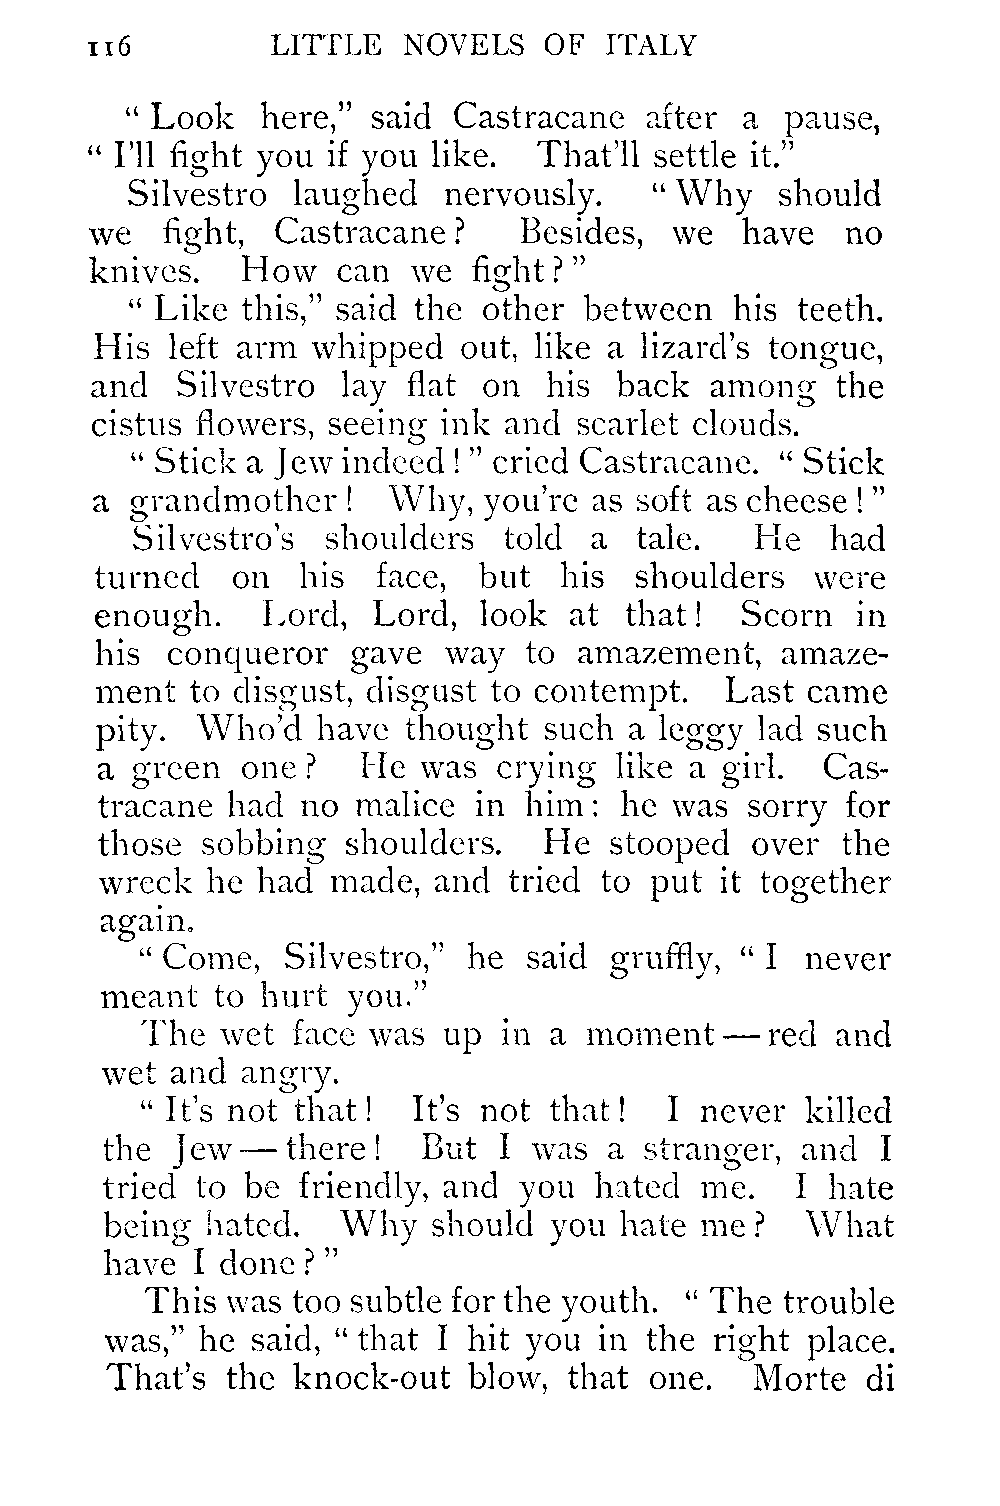 116 LITTLE NOVELS OF ITALY
" Look here," said Castracane after a pause,
" I'll fight you if you like. That'll settle it."
Silvestro laughed nervously. " Why should
we fight, Castracane? Besides, we have no
knives. How can we fight?"
" Like this," said the other between his teeth.
His left arm whipped out, like a lizard's tongue,
and Silvestro lay flat on his back among the
cistus flowers, seeing ink and scarlet clouds.
" Stick a Jew indeed!" cried Castracane. " Stick
a grandmother! Why, you're as soft as cheese!"
Silvestro's shoulders told a tale. He had
turned on his face, but his shoulders were
enough. Lord, Lord, look at that! Scorn in
his conqueror gave way to amazement, amaze-
ment to disgust, disgust to contempt. Last came
pity. Who'd have thought such a leggy lad such
a green one? He was crying like a girl. Cas-
tracane had no malice in him: he was sorry for
those sobbing shoulders. He stooped over the
wreck he had made, and tried to put it together
again.
" Come, Silvestro," he said gruffly, " I never
meant to hurt you."
The wet face was up in a moment — red and
wet and angry.
" It's not that! It's not that! I never killed
the Jew — there! But I was a stranger, and I
tried to be friendly, and you hated me. I hate
being hated. Why should you hate me? What
have I done?"
This was too subtle for the youth. " The trouble
was," he said, " that I hit you in the right place.
That's the knock-out blow, that one. Morte di